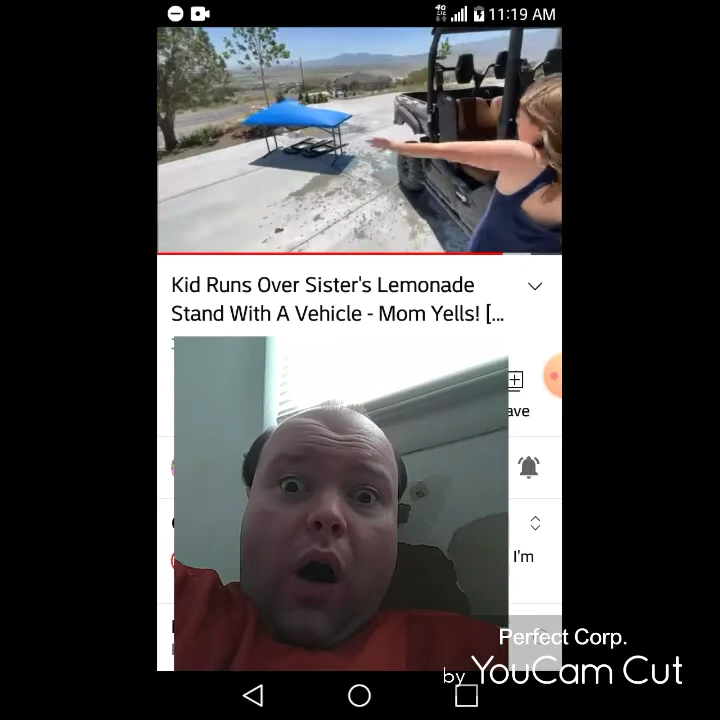 4G
11:19 AM
Kid Runs Over Sister's Lemonade
Stand With A Vehicle - Mom Yells! [...
ave
I'm
Perfect Corp.
by YouCam Cut